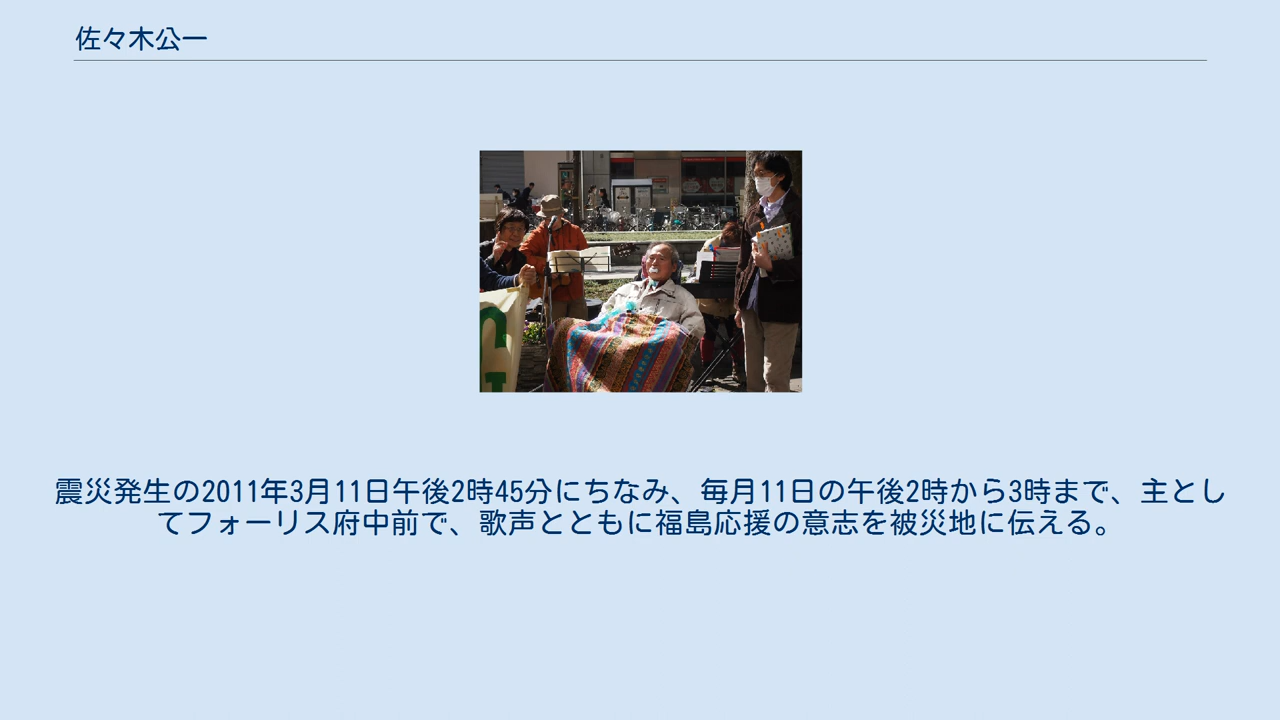 佐々木公一
震災発生の2011年3月11日午後2時45分にちなみ、毎月11日の午後2時から3時まで、主とし
てフォーリス府中前で、歌声とともに福島応援の意志を被災地に伝える。